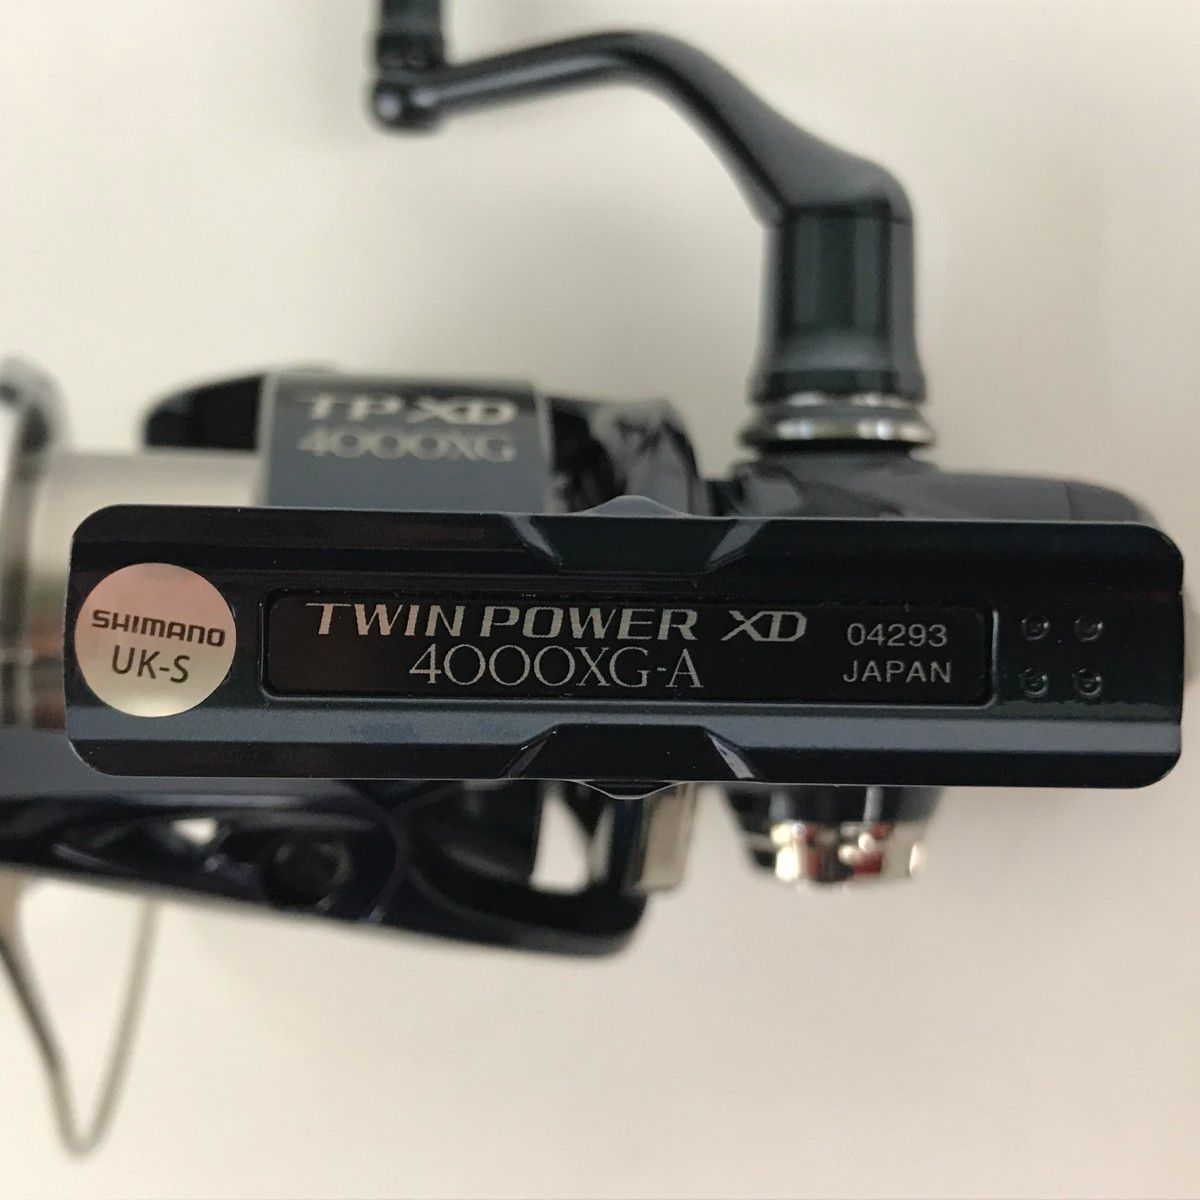 TP XD
4000XG
SHIMANO
UK-S
TWIN POWER XD
4000XG-A
04293
JAPAN